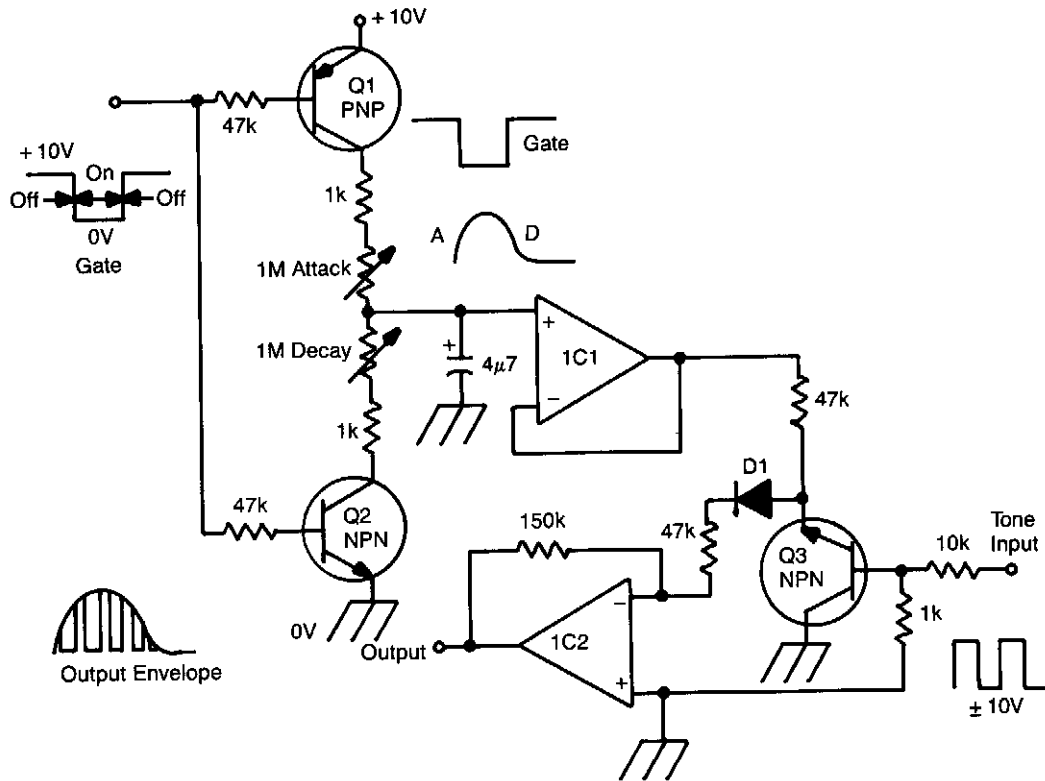 + 10V
Q1
PNP
47k
Gate
+ 10V
On
Off
Off
0V
Gate
1k
A
D
1M Attack
+
1C1
−
+
4μ7
1M Decay
47k
1k
D1
47k
Q2
NPN
150k
47k
Q3
NPN
Tone
Input
10k
1k
−
1C2
+
0V
Output
Output Envelope
± 10V